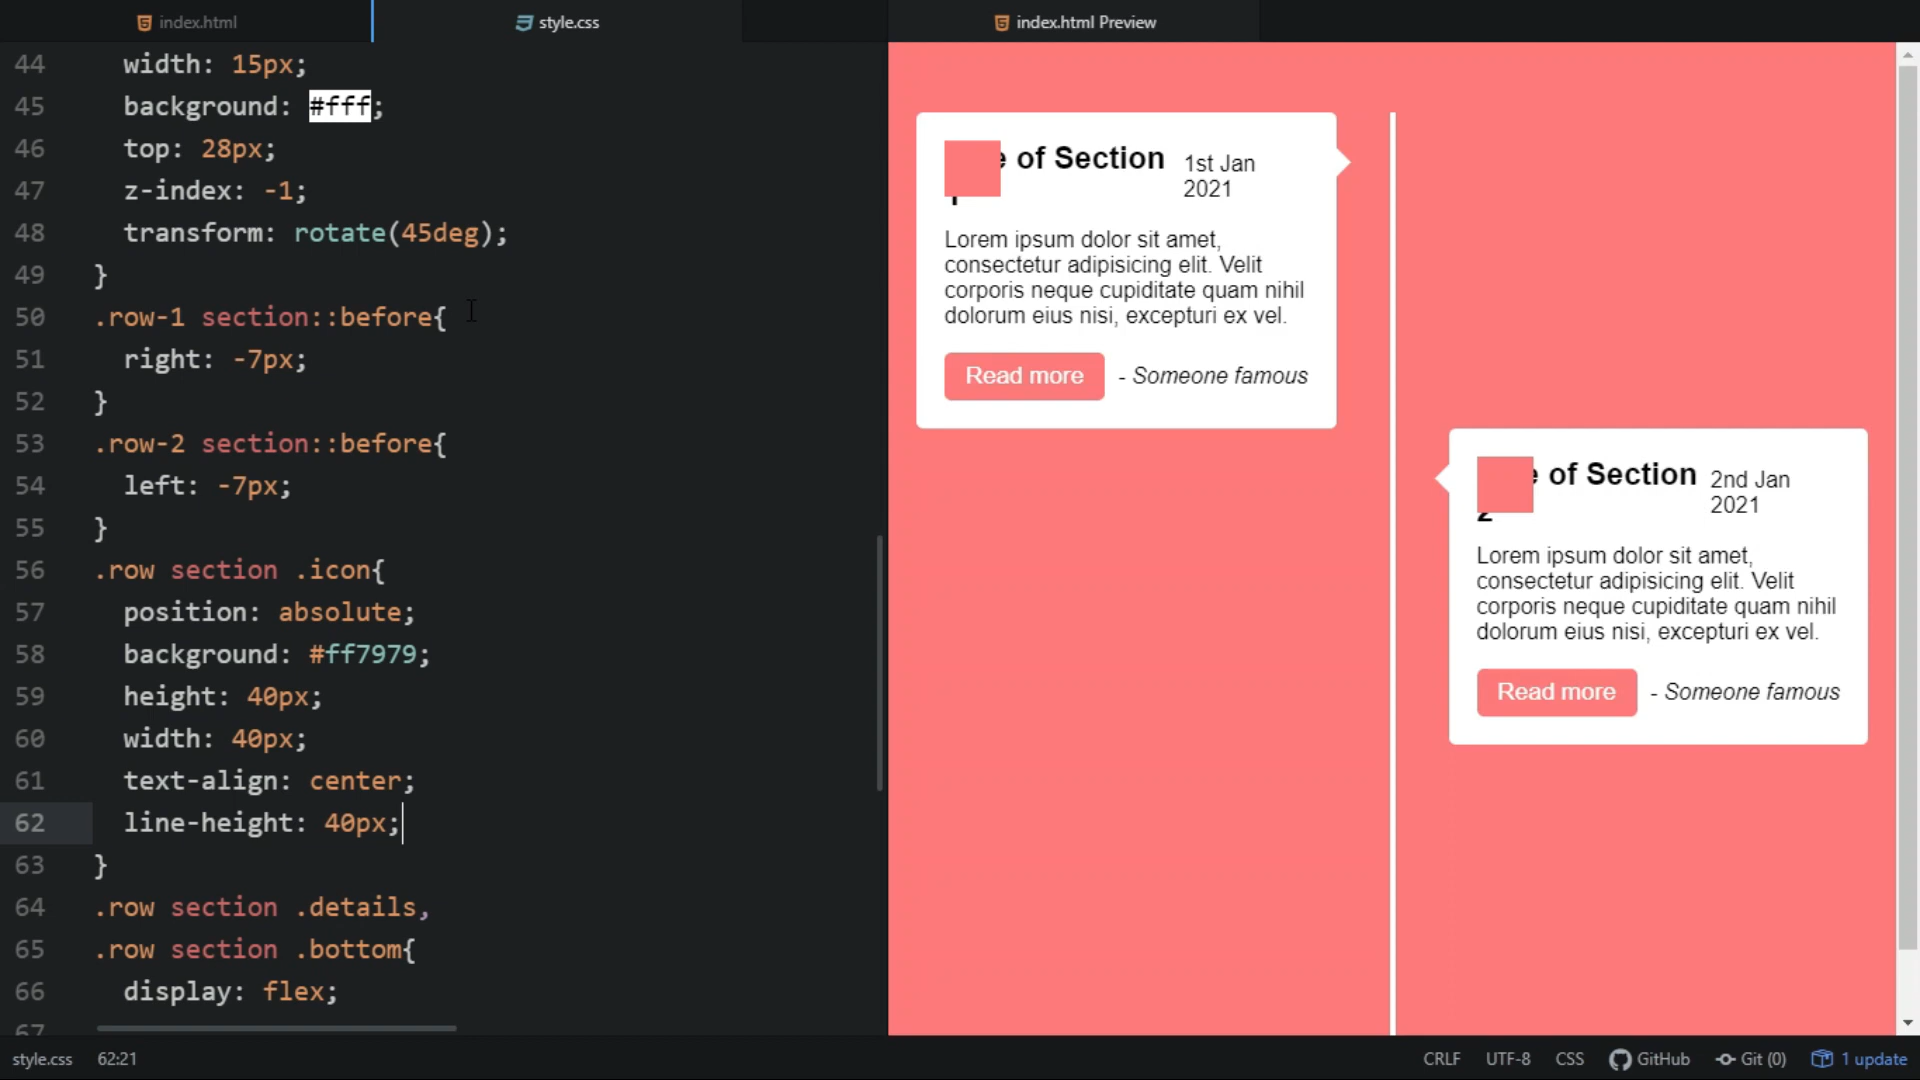 index.html
style.css
index.html Preview
44 width: 15px;
45 background: #fff;
46 top: 28px;
47 z-index: -1;
48 transform: rotate(45deg);
49 }
50 .row-1 section::before{
51 right: -7px;
52 }
53 .row-2 section::before{
54 left: -7px;
55 }
56 .row section .icon{
57 position: absolute;
58 background: #ff7979;
59 height: 40px;
60 width: 40px;
61 text-align: center;
62 line-height: 40px;
63 }
64 .row section .details,
65 .row section .bottom{
66 display: flex;
67
e of Section
1st Jan
2021
Lorem ipsum dolor sit amet,
consectetur adipisicing elit. Velit
corporis neque cupiditate quam nihil
dolorum eius nisi, excepturi ex vel.
Read more
- Someone famous
e of Section
2
2nd Jan
2021
Lorem ipsum dolor sit amet,
consectetur adipisicing elit. Velit
corporis neque cupiditate quam nihil
dolorum eius nisi, excepturi ex vel.
Read more
- Someone famous
style.css 62:21
CRLF UTF-8 CSS GitHub Git (0) 1 update